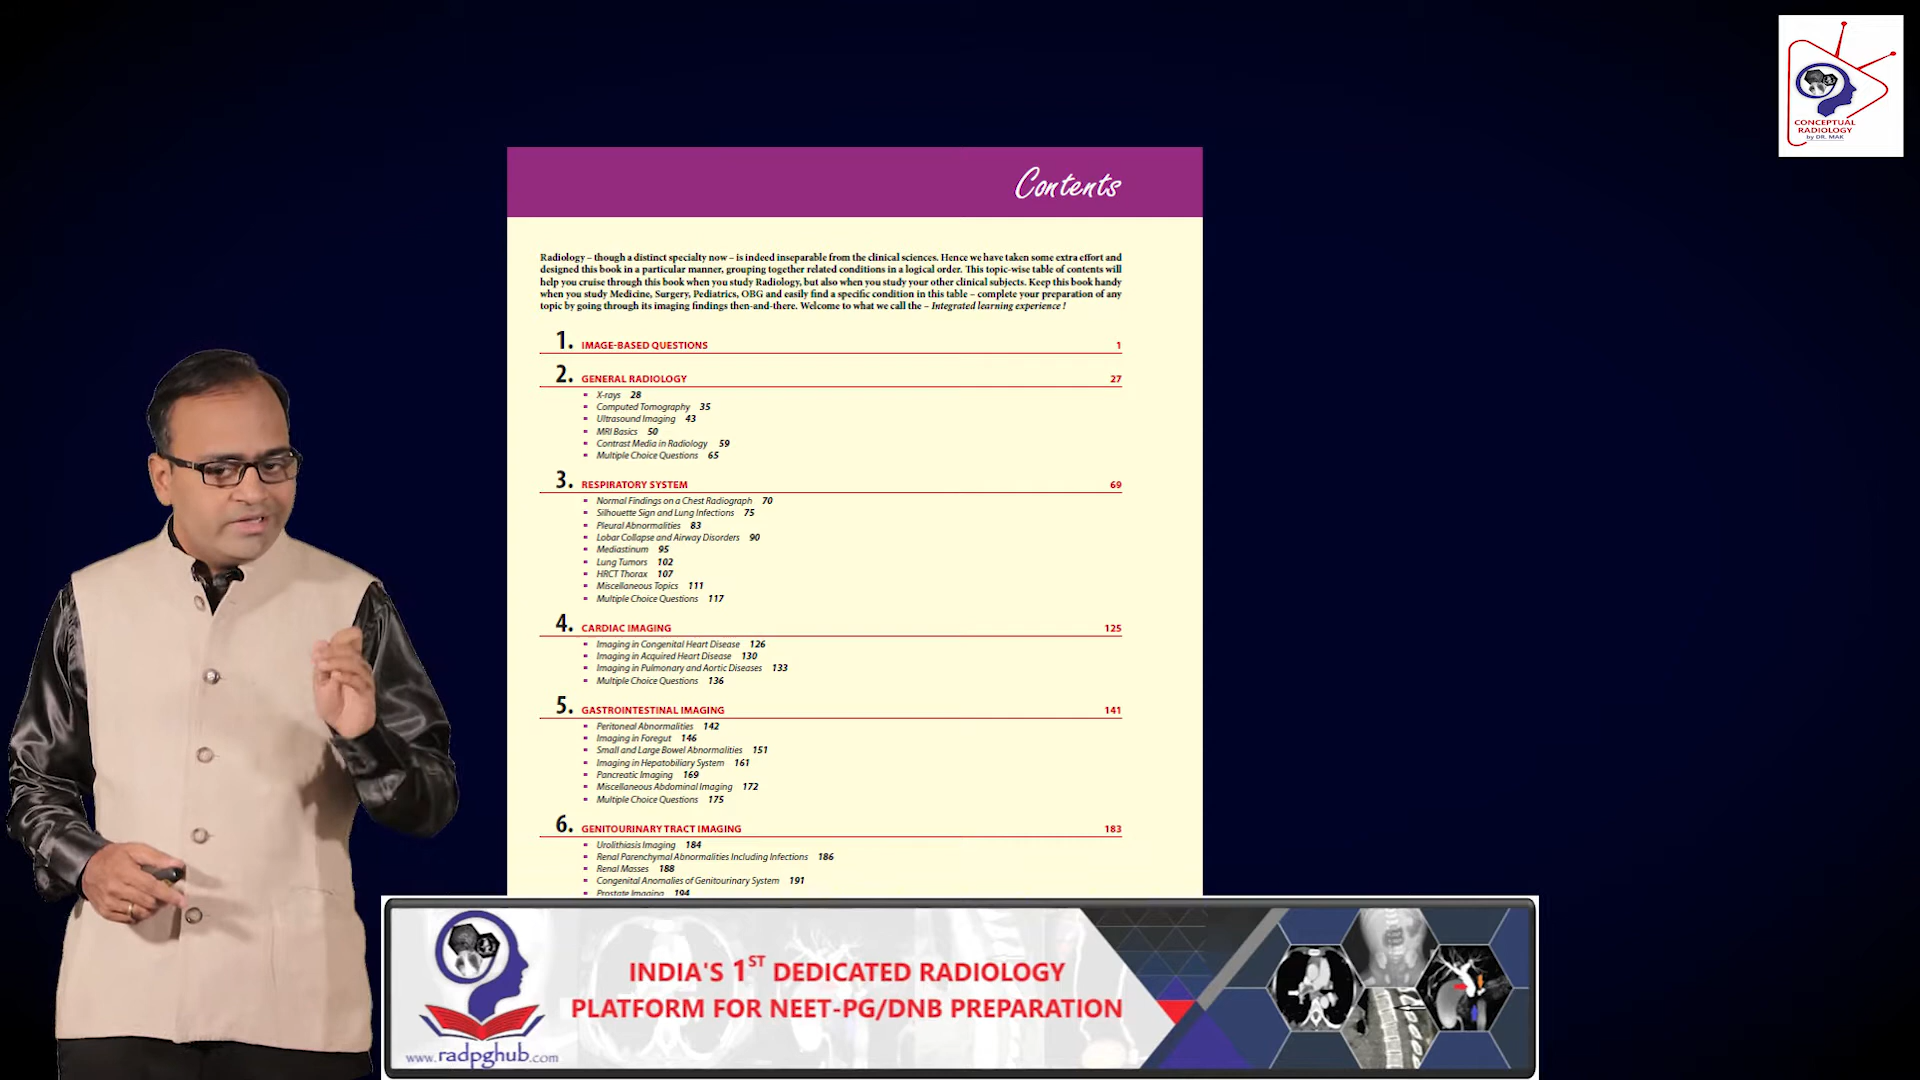 CONCEPTUAL
RADIOLOGY
by DR. MAK
Contents
Radiology – though a distinct specialty now – is indeed inseparable from the clinical sciences. Hence we have taken some extra effort and
designed this book in a particular manner, grouping together related conditions in a logical order. This topic-wise table of contents will
help you cruise through this book when you study Radiology, but also when you study your other clinical subjects. Keep this book handy
when you study Medicine, Surgery, Pediatrics, OBG and easily find a specific condition in this table – complete your preparation of any
topic by going through its imaging findings then-and-there. Welcome to what we call the – Integrated learning experience !
1. IMAGE-BASED QUESTIONS 1
2. GENERAL RADIOLOGY 27
▪ X-rays 28
▪ Computed Tomography 35
▪ Ultrasound Imaging 43
▪ MRI Basics 50
▪ Contrast Media in Radiology 59
▪ Multiple Choice Questions 65
3. RESPIRATORY SYSTEM 69
▪ Normal Findings on a Chest Radiograph 70
▪ Silhouette Sign and Lung Infections 75
▪ Pleural Abnormalities 83
▪ Lobar Collapse and Airway Disorders 90
▪ Mediastinum 95
▪ Lung Tumors 102
▪ HRCT Thorax 107
▪ Miscellaneous Topics 111
▪ Multiple Choice Questions 117
4. CARDIAC IMAGING 125
▪ Imaging in Congenital Heart Disease 126
▪ Imaging in Acquired Heart Disease 130
▪ Imaging in Pulmonary and Aortic Diseases 133
▪ Multiple Choice Questions 136
5. GASTROINTESTINAL IMAGING 141
▪ Peritoneal Abnormalities 142
▪ Imaging in Foregut 146
▪ Small and Large Bowel Abnormalities 151
▪ Imaging in Hepatobiliary System 161
▪ Pancreatic Imaging 169
▪ Miscellaneous Abdominal Imaging 172
▪ Multiple Choice Questions 175
6. GENITOURINARY TRACT IMAGING 183
▪ Urolithiasis Imaging 184
▪ Renal Parenchymal Abnormalities Including Infections 186
▪ Renal Masses 188
▪ Congenital Anomalies of Genitourinary System 191
▪ Prostate Imaging 194
INDIA'S 1ST DEDICATED RADIOLOGY
PLATFORM FOR NEET-PG/DNB PREPARATION
www.radpghub.com